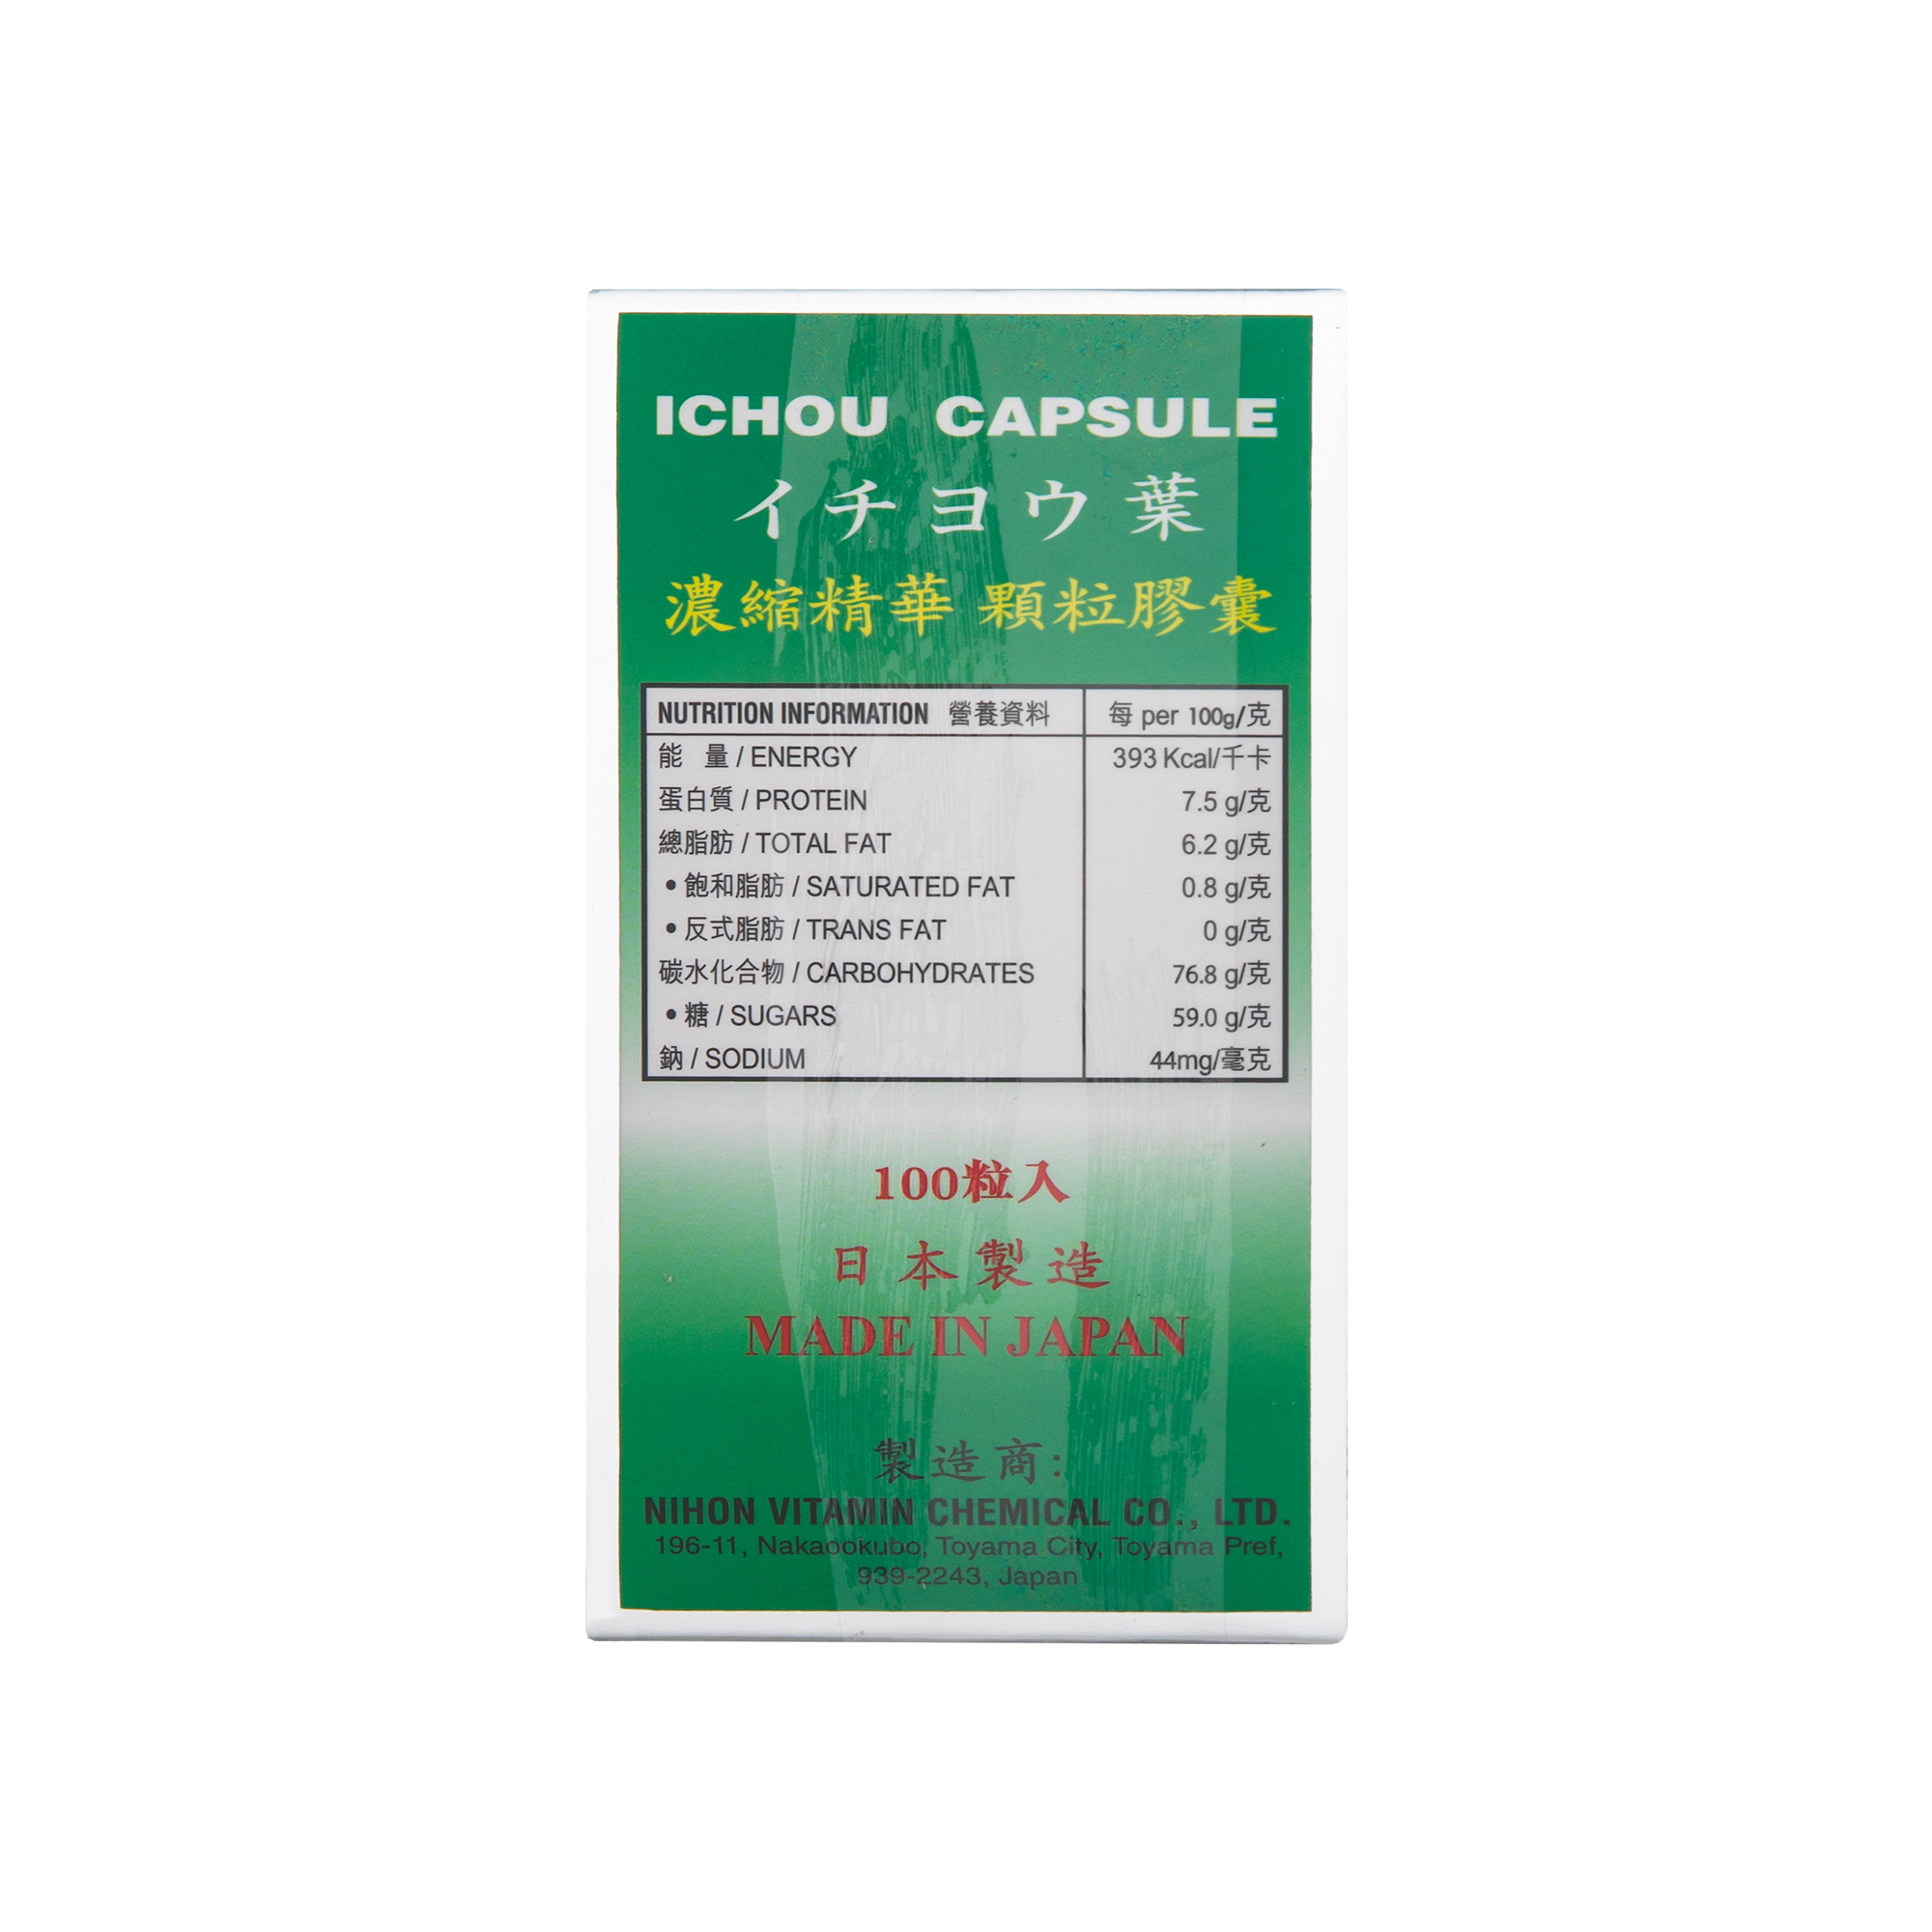 ICHOU CAPSULE
イチヨウ葉
濃縮精華 顆粒膠囊
NUTRITION INFORMATION 營養資料 每 per 100g/克
能 量 / ENERGY 393 Kcal/千卡
蛋白質 / PROTEIN 7.5 g/克
總脂肪 / TOTAL FAT 6.2 g/克
• 飽和脂肪 / SATURATED FAT 0.8 g/克
• 反式脂肪 / TRANS FAT 0 g/克
碳水化合物 / CARBOHYDRATES 76.8 g/克
• 糖 / SUGARS 59.0 g/克
鈉 / SODIUM 44mg/毫克
100粒入
日本製造
MADE IN JAPAN
製造商:
NIHON VITAMIN CHEMICAL CO., LTD.
196-11, Nakaookubo, Toyama City, Toyama Pref,
939-2243, Japan